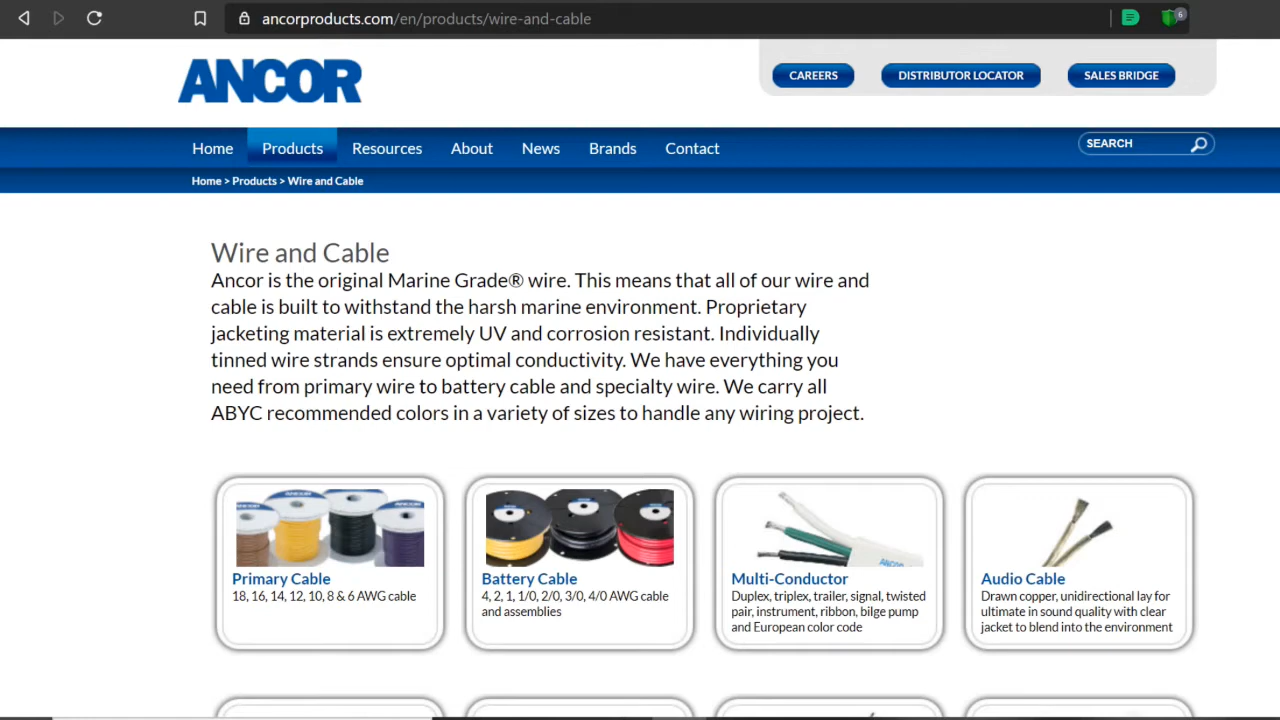 ancorproducts.com/en/products/wire-and-cable
6
ANCOR
CAREERS
DISTRIBUTOR LOCATOR
SALES BRIDGE
Home
Products
Resources
About
News
Brands
Contact
SEARCH
Home > Products > Wire and Cable
Wire and Cable
Ancor is the original Marine Grade® wire. This means that all of our wire and
cable is built to withstand the harsh marine environment. Proprietary
jacketing material is extremely UV and corrosion resistant. Individually
tinned wire strands ensure optimal conductivity. We have everything you
need from primary wire to battery cable and specialty wire. We carry all
ABYC recommended colors in a variety of sizes to handle any wiring project.
ANCOR
ANCOR
ANCOR
Primary Cable
18, 16, 14, 12, 10, 8 & 6 AWG cable
Battery Cable
4, 2, 1, 1/0, 2/0, 3/0, 4/0 AWG cable
and assemblies
ANCOR
Multi-Conductor
Duplex, triplex, trailer, signal, twisted
pair, instrument, ribbon, bilge pump
and European color code
Audio Cable
Drawn copper, unidirectional lay for
ultimate in sound quality with clear
jacket to blend into the environment